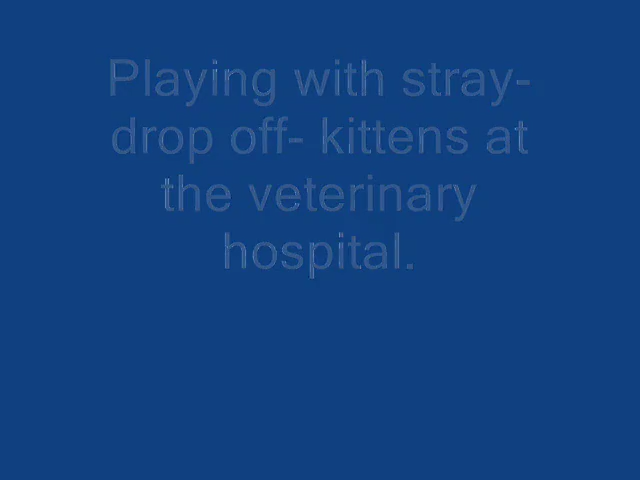 Playing with stray-
drop off- kittens at
the veterinary
hospital.